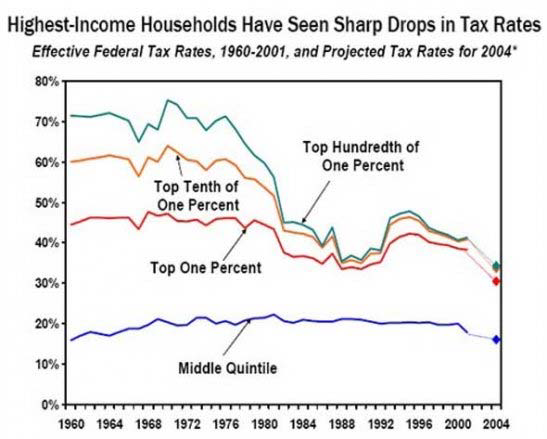 Highest-Income Households Have Seen Sharp Drops in Tax Rates
Effective Federal Tax Rates, 1960-2001, and Projected Tax Rates for 2004*
80%
70%
60%
50%
40%
30%
20%
10%
0%
Top Hundredth of
One Percent
Top Tenth of
One Percent
Top One Percent
Middle Quintile
1960 1964 1968 1972 1976 1980 1984 1988 1992 1996 2000 2004